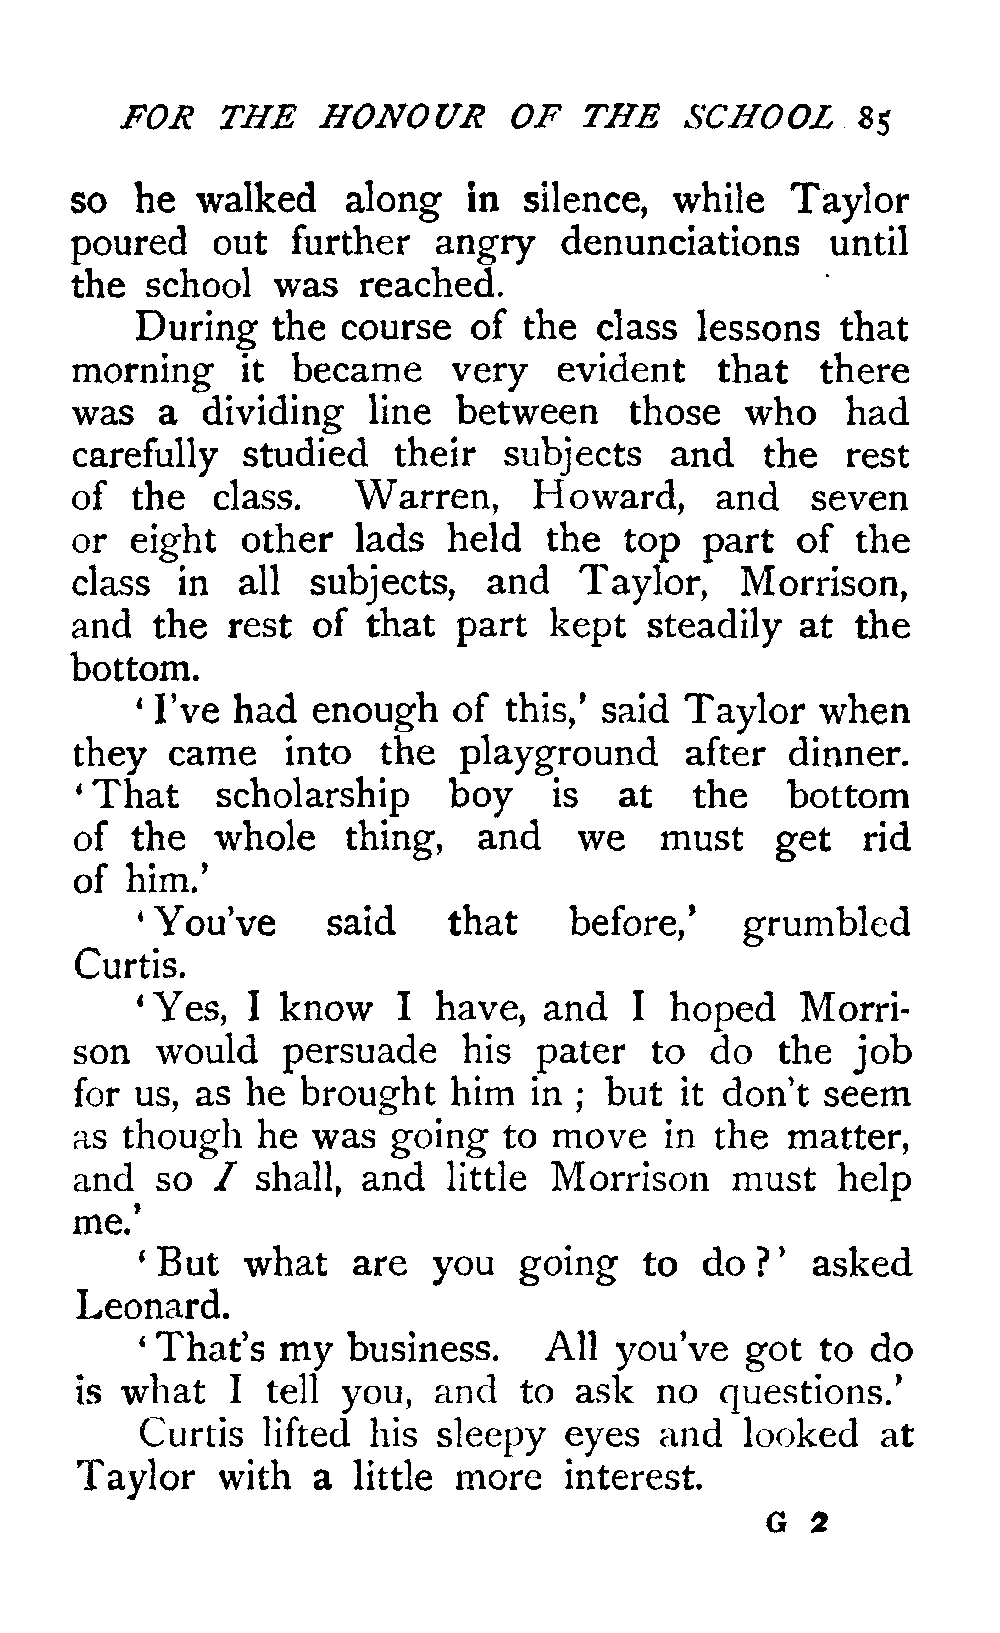 FOR THE HONOUR OF THE SCHOOL 85
so he walked along in silence, while Taylor
poured out further angry denunciations until
the school was reached.
During the course of the class lessons that
morning it became very evident that there
was a dividing line between those who had
carefully studied their subjects and the rest
of the class. Warren, Howard, and seven
or eight other lads held the top part of the
class in all subjects, and Taylor, Morrison,
and the rest of that part kept steadily at the
bottom.
‘I’ve had enough of this,’ said Taylor when
they came into the playground after dinner.
‘That scholarship boy is at the bottom
of the whole thing, and we must get rid
of him.’
‘You’ve said that before,’ grumbled
Curtis.
‘Yes, I know I have, and I hoped Morri-
son would persuade his pater to do the job
for us, as he brought him in ; but it don’t seem
as though he was going to move in the matter,
and so I shall, and little Morrison must help
me.’
‘But what are you going to do?’ asked
Leonard.
‘That’s my business. All you’ve got to do
is what I tell you, and to ask no questions.’
Curtis lifted his sleepy eyes and looked at
Taylor with a little more interest.
G 2